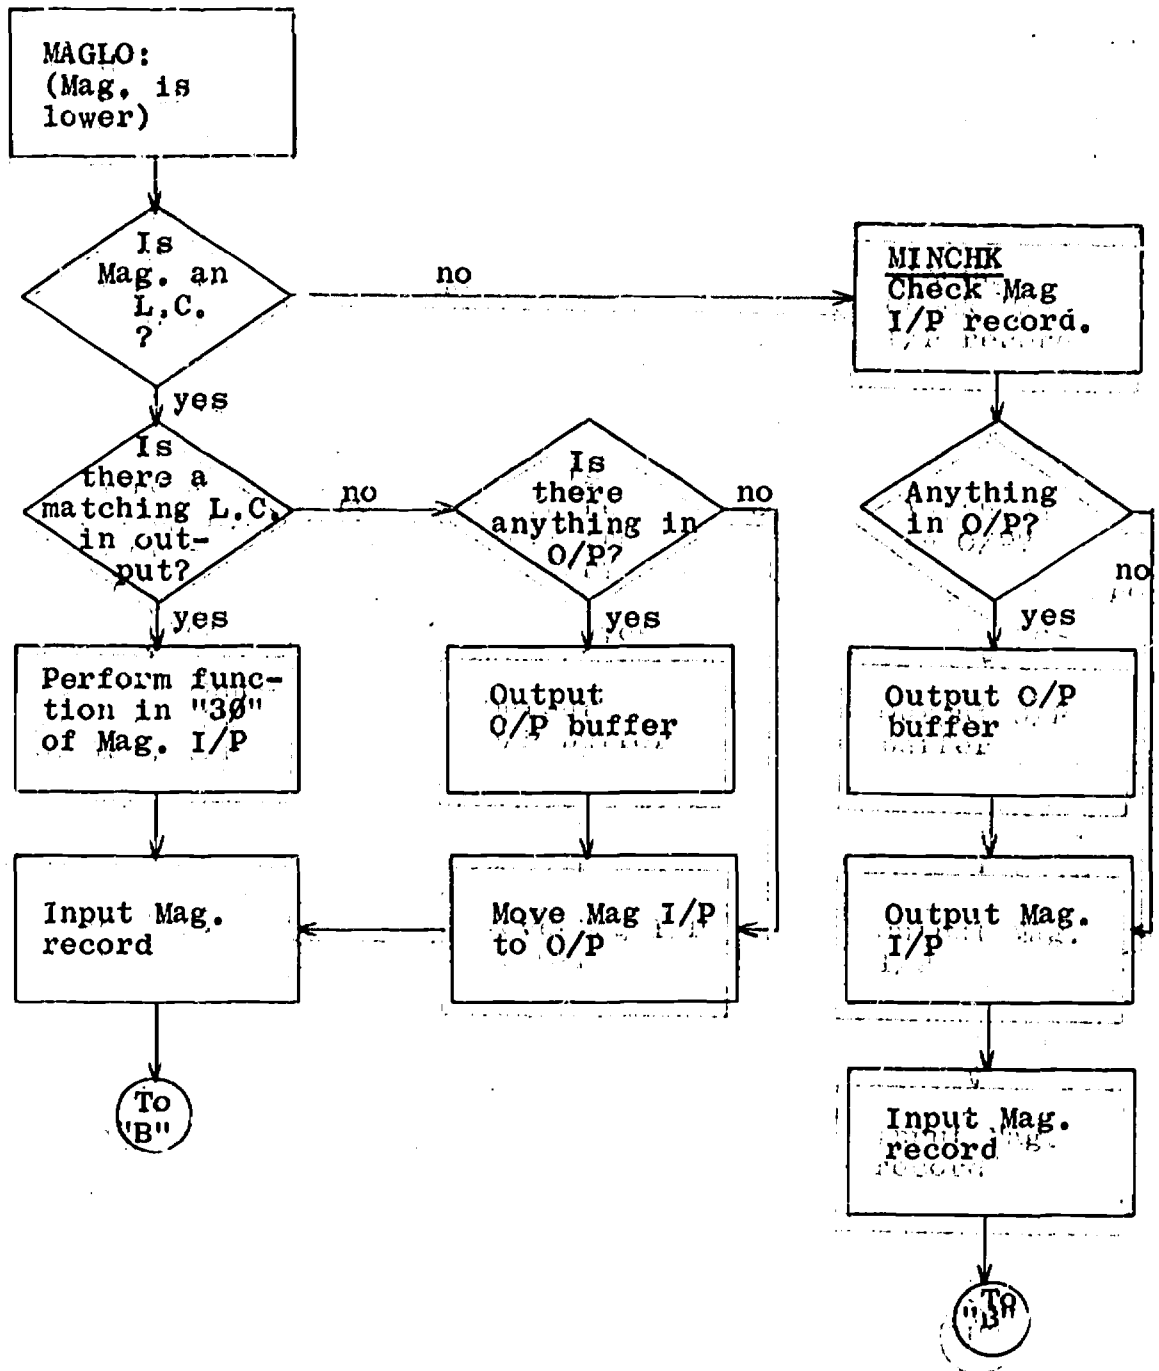 MAGLO:
(Mag. is
lower)
Is
Mag. an
L.C.
?
no
MINCHK
Check Mag
I/P record.
yes
Is
there a
matching L.C.
in out-
put?
no
Is
there
anything in
O/P?
no
Anything
in O/P?
no
yes
yes
yes
Perform func-
tion in "3Ø"
of Mag. I/P
Output
O/P buffer
Output O/P
buffer
Input Mag.
record
Move Mag I/P
to O/P
Output Mag.
I/P
To
"B"
Input Mag.
record
To
"B"